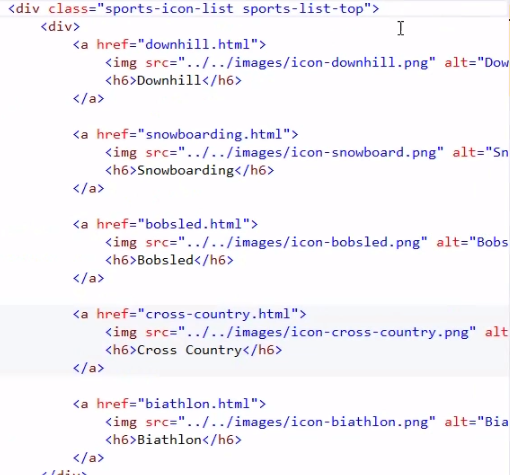 <div class="sports-icon-list sports-list-top">
<div>
<a href="downhill.html">
<img src="../../images/icon-downhill.png" alt="Dow
<h6>Downhill</h6>
</a>
<a href="snowboarding.html">
<img src="../../images/icon-snowboard.png" alt="Sn
<h6>Snowboarding</h6>
</a>
<a href="bobsled.html">
<img src="../../images/icon-bobsled.png" alt="Bobs
<h6>Bobsled</h6>
</a>
<a href="cross-country.html">
<img src="../../images/icon-cross-country.png" alt
<h6>Cross Country</h6>
</a>
<a href="biathlon.html">
<img src="../../images/icon-biathlon.png" alt="Bia
<h6>Biathlon</h6>
</a>